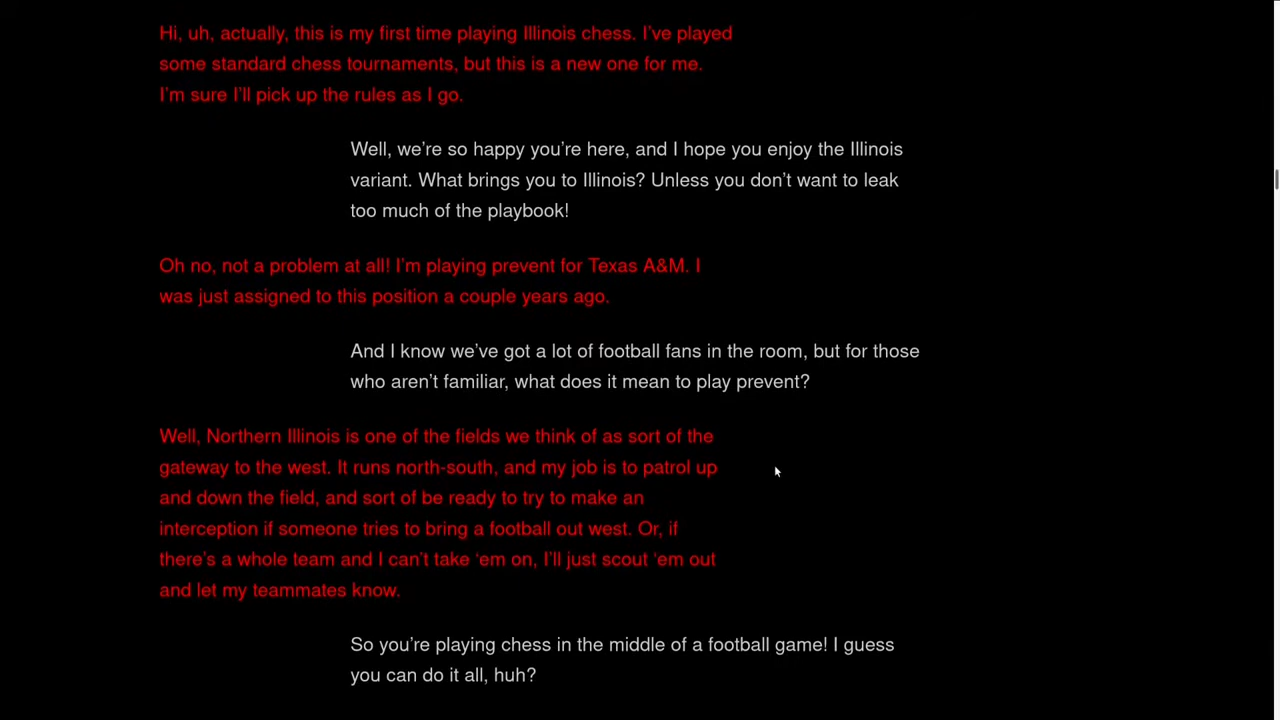 Hi, uh, actually, this is my first time playing Illinois chess. I’ve played
some standard chess tournaments, but this is a new one for me.
I’m sure I’ll pick up the rules as I go.
Well, we’re so happy you’re here, and I hope you enjoy the Illinois
variant. What brings you to Illinois? Unless you don’t want to leak
too much of the playbook!
Oh no, not a problem at all! I’m playing prevent for Texas A&M. I
was just assigned to this position a couple years ago.
And I know we’ve got a lot of football fans in the room, but for those
who aren’t familiar, what does it mean to play prevent?
Well, Northern Illinois is one of the fields we think of as sort of the
gateway to the west. It runs north-south, and my job is to patrol up
and down the field, and sort of be ready to try to make an
interception if someone tries to bring a football out west. Or, if
there’s a whole team and I can’t take ‘em on, I’ll just scout ‘em out
and let my teammates know.
So you’re playing chess in the middle of a football game! I guess
you can do it all, huh?